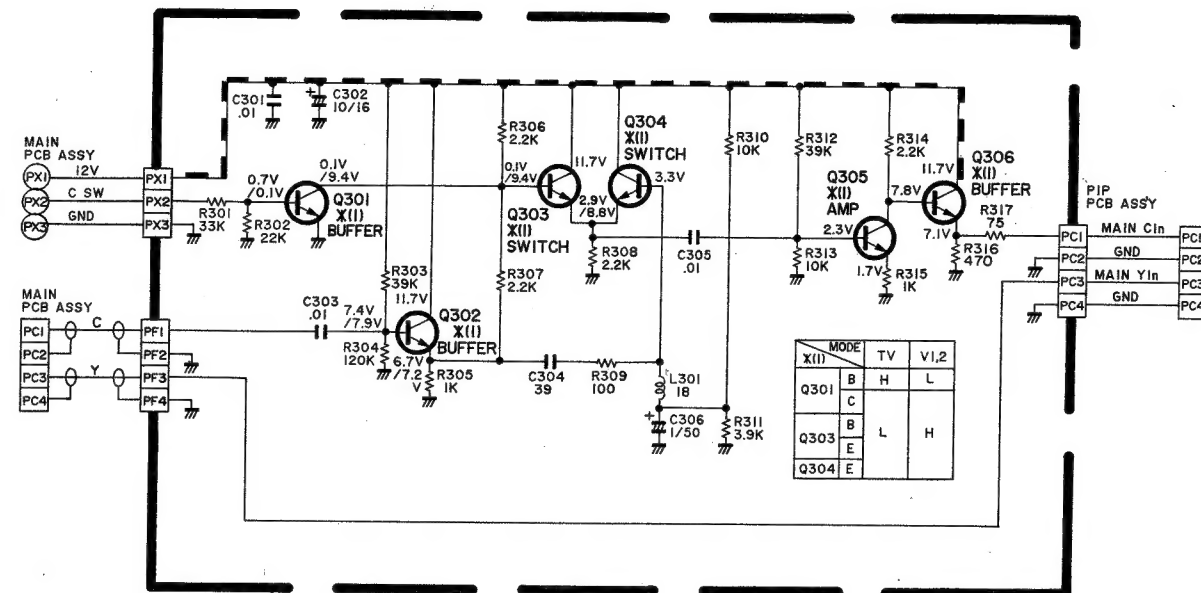 MAIN
PCB ASSY
PX1 12V PX1
PX2 C SW PX2
PX3 GND PX3
C301
.01
C302
10/16
R301
33K
0.7V
/0.1V
R302
22K
0.1V
/9.4V
Q301
X(1)
BUFFER
R306
2.2K
0.1V
/9.4V
Q303
X(1)
SWITCH
11.7V
2.9V
/8.8V
Q304
X(1)
SWITCH
3.3V
R308
2.2K
C305
.01
R310
10K
R312
39K
R313
10K
Q305
X(1)
AMP
2.3V
1.7V
R314
2.2K
7.8V
R315
1K
Q306
X(1)
BUFFER
11.7V
7.1V
R317
75
R316
470
PIP
PCB ASSY
PC1 MAIN CIn PC1
PC2 GND PC2
PC3 MAIN YIn PC3
PC4 GND PC4
MAIN
PCB ASSY
PC1 C PF1
PC2 PF2
PC3 Y PF3
PC4 PF4
C303
.01
R303
39K
11.7V
7.4V
/7.9V
R304
120K
Q302
X(1)
BUFFER
6.7V
/7.2
V
R305
1K
R307
2.2K
C304
39
R309
100
L301
18
C306
1/50
R311
3.9K
X(1) MODE TV V1,2
Q301 B H L
C
Q303 B L H
E
Q304 E